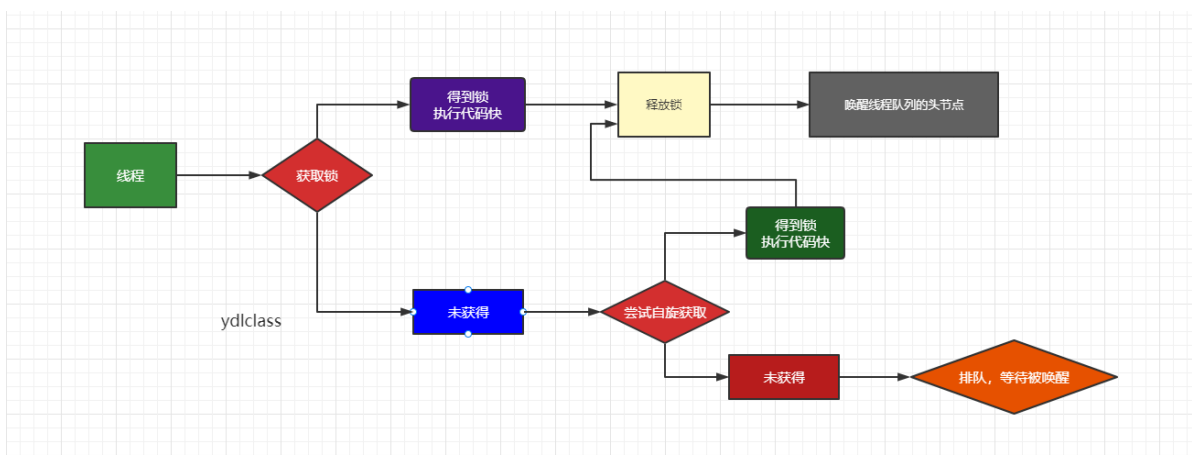 得到锁
执行代码快
释放锁
唤醒线程队列的头节点
线程
获取锁
得到锁
执行代码快
未获得
尝试自旋获取
ydlclass
未获得
排队，等待被唤醒